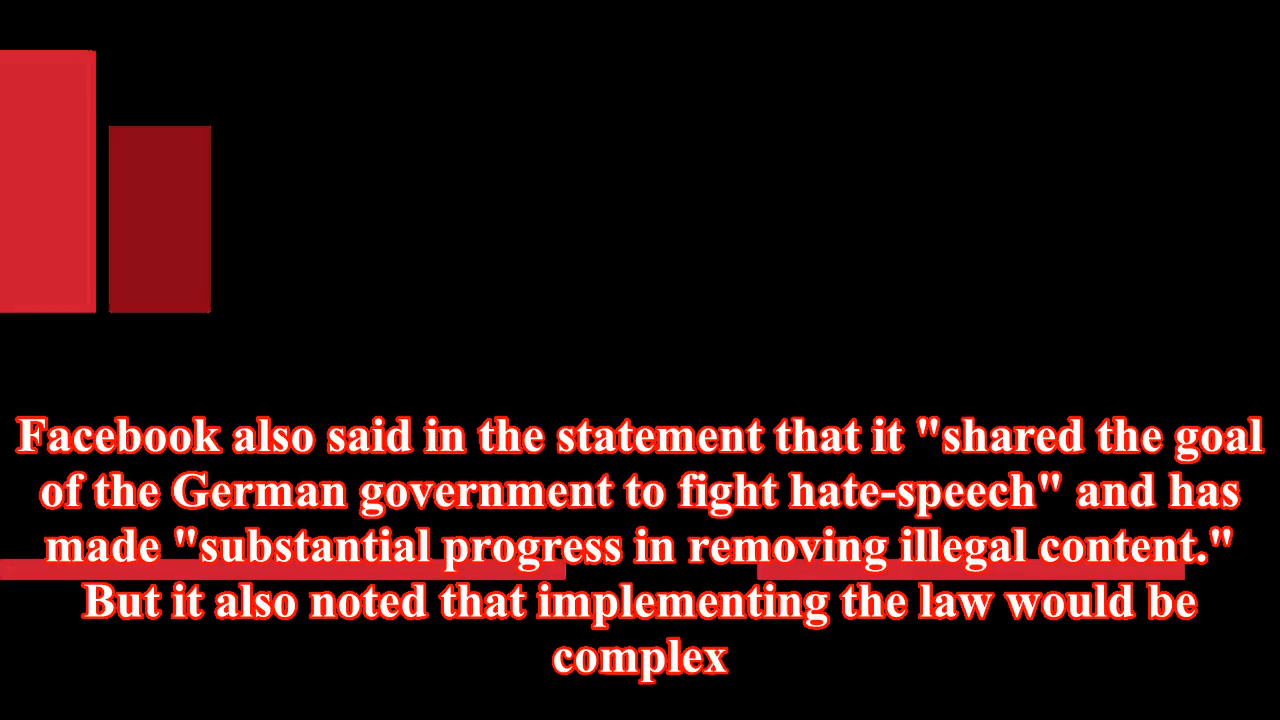 Facebook also said in the statement that it "shared the goal
of the German government to fight hate-speech" and has
made "substantial progress in removing illegal content."
But it also noted that implementing the law would be
complex